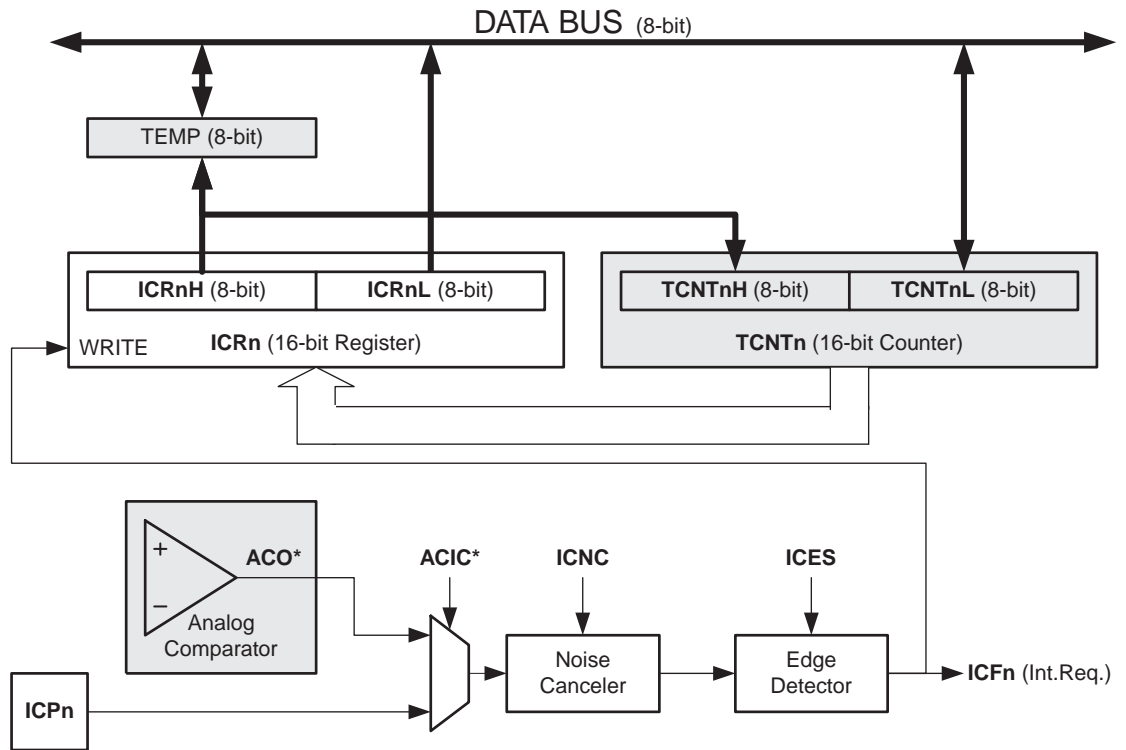 DATA BUS (8-bit)
TEMP (8-bit)
ICRnH (8-bit) ICRnL (8-bit)
WRITE ICRn (16-bit Register)
TCNTnH (8-bit) TCNTnL (8-bit)
TCNTn (16-bit Counter)
+
−
ACO*
Analog
Comparator
ACIC*
ICNC
ICES
Noise
Canceler
Edge
Detector
ICFn (Int.Req.)
ICPn